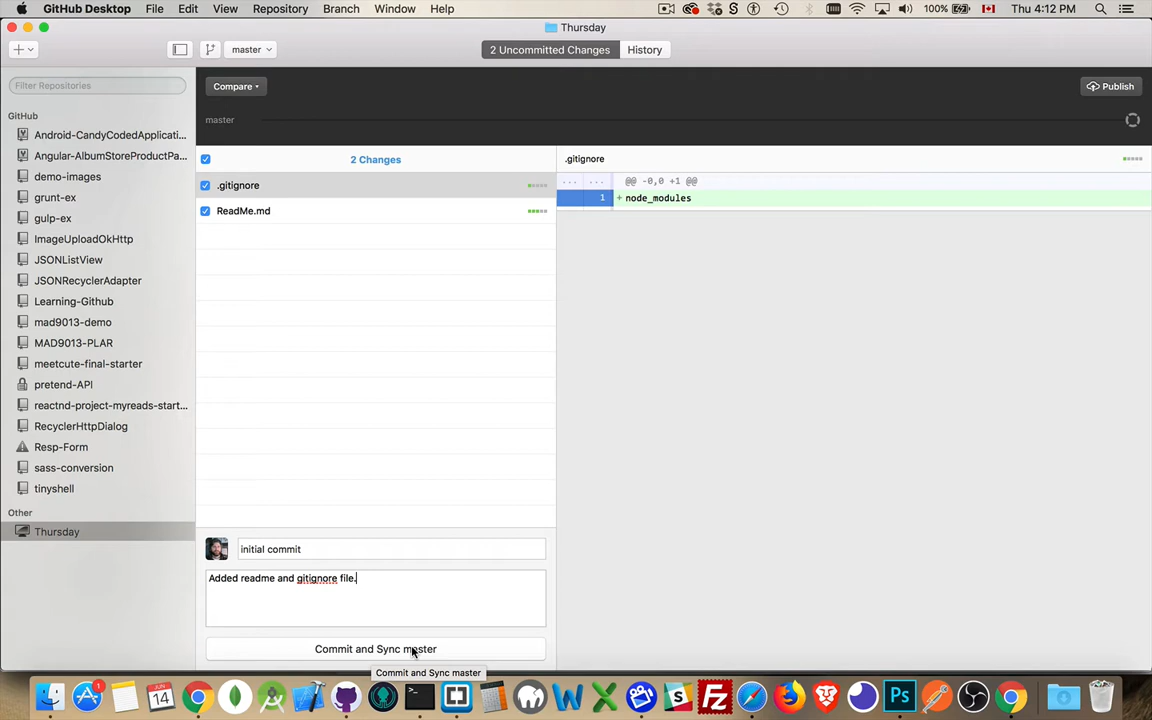 GitHub Desktop File Edit View Repository Branch Window Help 100% Thu 4:12 PM
Thursday
master
2 Uncommitted Changes History
Filter Repositories
Compare
Publish
GitHub
master
Android-CandyCodedApplicati...
Angular-AlbumStoreProductPa...
demo-images
grunt-ex
gulp-ex
ImageUploadOkHttp
JSONListView
JSONRecyclerAdapter
Learning-Github
mad9013-demo
MAD9013-PLAR
meetcute-final-starter
pretend-API
reactnd-project-myreads-start...
RecyclerHttpDialog
Resp-Form
sass-conversion
tinyshell
Other
Thursday
2 Changes
.gitignore
ReadMe.md
.gitignore
... ... @@ -0,0 +1 @@
1 + node_modules
initial commit
Added readme and gitignore file.
Commit and Sync master
Commit and Sync master
1
JUN
14
Ps